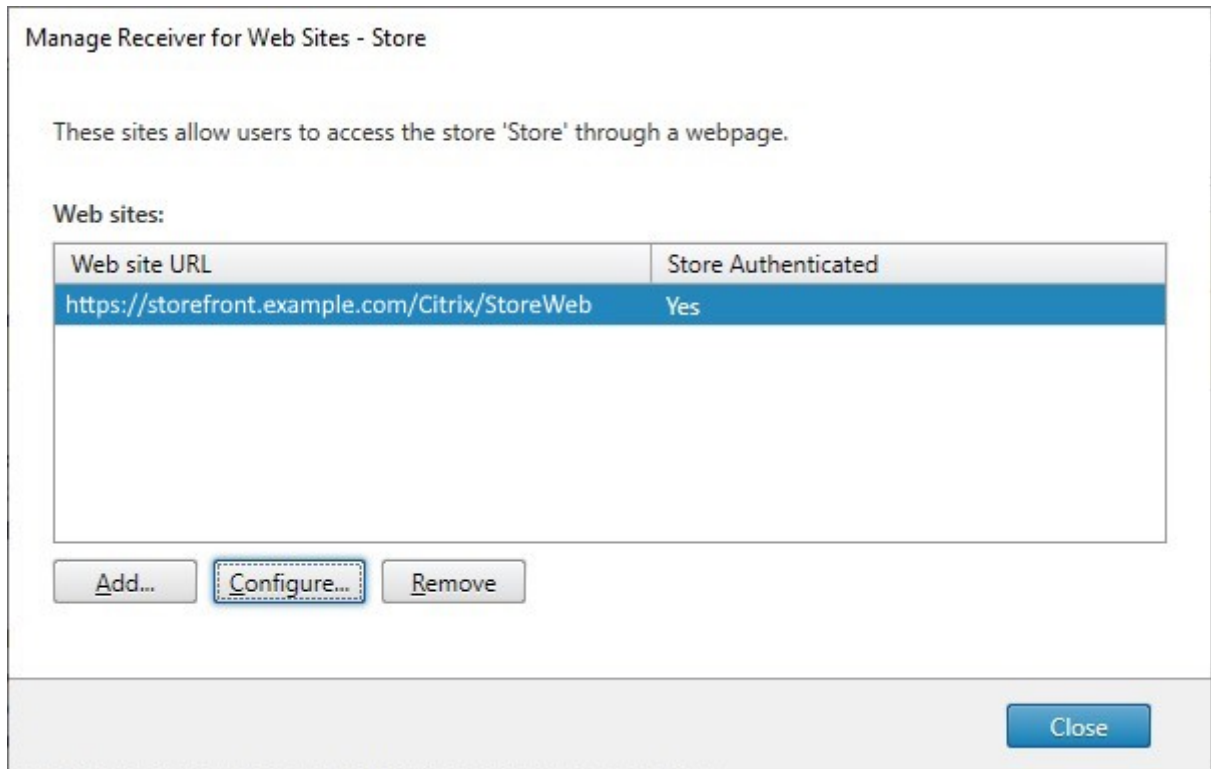 Manage Receiver for Web Sites - Store
These sites allow users to access the store 'Store' through a webpage.
Web sites:
Web site URL Store Authenticated
https://storefront.example.com/Citrix/StoreWeb Yes
Add... Configure... Remove
Close